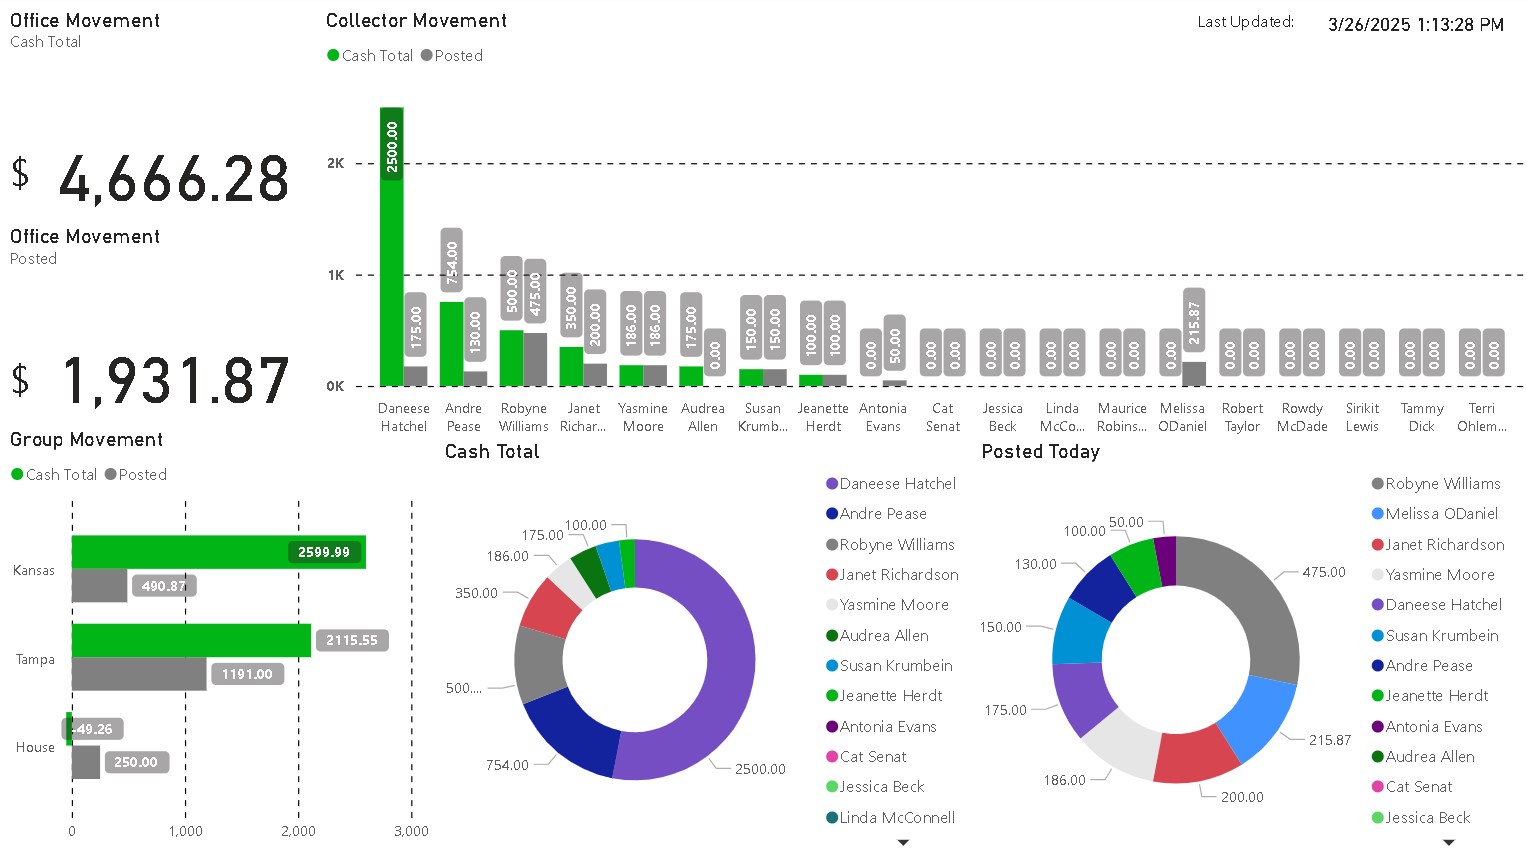 Office Movement
Cash Total
$ 4,666.28
Office Movement
Posted
$ 1,931.87
Collector Movement
Cash Total Posted
Last Updated: 3/26/2025 1:13:28 PM
2K
1K
0K
2500.00
175.00
754.00
130.00
500.00
475.00
350.00
200.00
186.00
186.00
175.00
0.00
150.00
150.00
100.00
100.00
0.00
50.00
0.00
0.00
0.00
0.00
0.00
0.00
0.00
0.00
0.00
215.87
0.00
0.00
0.00
0.00
0.00
0.00
0.00
0.00
0.00
0.00
Daneese Hatchel
Andre Pease
Robyne Williams
Janet Richar...
Yasmine Moore
Audrea Allen
Susan Krumb...
Jeanette Herdt
Antonia Evans
Cat Senat
Jessica Beck
Linda McCo...
Maurice Robins...
Melissa ODaniel
Robert Taylor
Rowdy McDade
Sirikit Lewis
Tammy Dick
Terri Ohlem...
Group Movement
Cash Total Posted
Kansas
2599.99
490.87
Tampa
2115.55
1191.00
House
-49.26
250.00
0 1,000 2,000 3,000
Cash Total
100.00
175.00
186.00
350.00
500....
754.00
2500.00
Daneese Hatchel
Andre Pease
Robyne Williams
Janet Richardson
Yasmine Moore
Audrea Allen
Susan Krumbein
Jeanette Herdt
Antonia Evans
Cat Senat
Jessica Beck
Linda McConnell
Posted Today
50.00
100.00
130.00
150.00
175.00
186.00
200.00
215.87
475.00
Robyne Williams
Melissa ODaniel
Janet Richardson
Yasmine Moore
Daneese Hatchel
Susan Krumbein
Andre Pease
Jeanette Herdt
Antonia Evans
Audrea Allen
Cat Senat
Jessica Beck